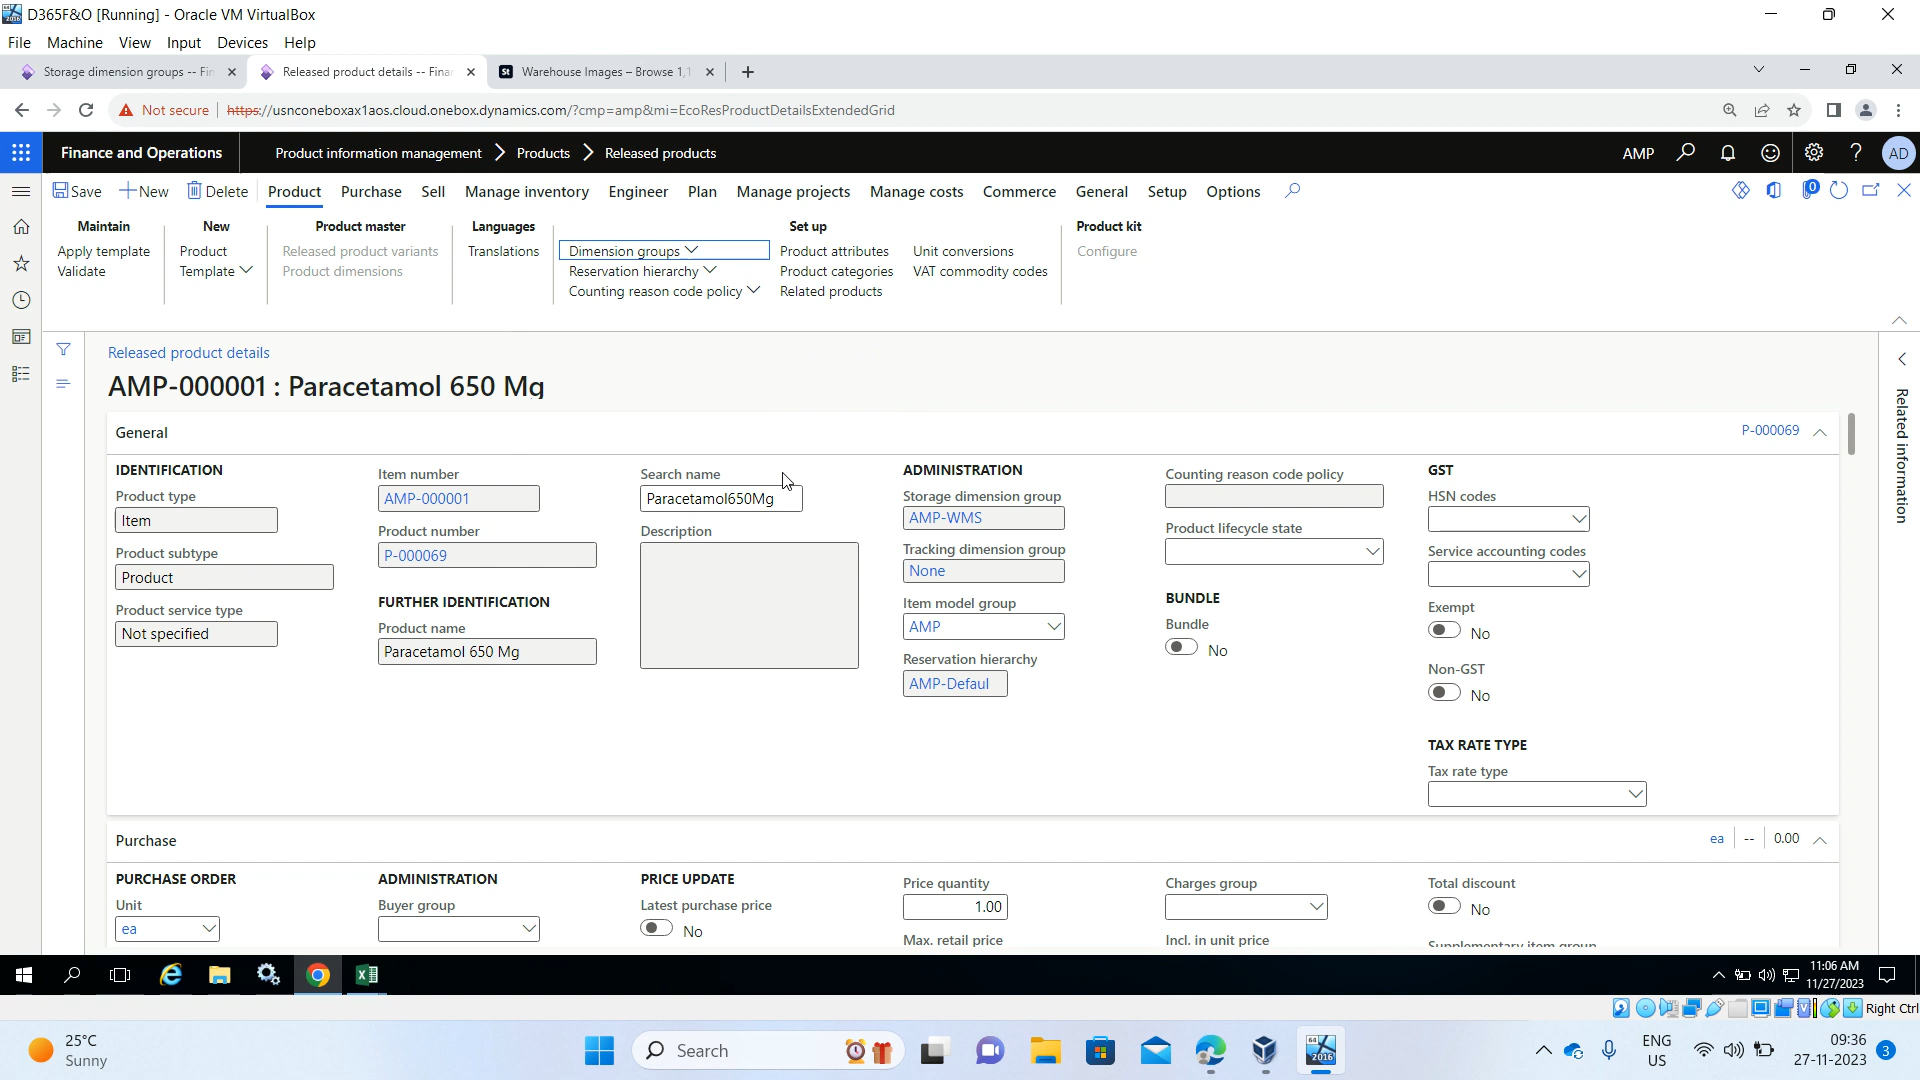 D365F&O [Running] - Oracle VM VirtualBox
File Machine View Input Devices Help
Storage dimension groups -- Fin
Released product details -- Finan
Warehouse Images – Browse 1,1
Not secure https://usnconeboxax1aos.cloud.onebox.dynamics.com/?cmp=amp&mi=EcoResProductDetailsExtendedGrid
Finance and Operations Product information management Products Released products AMP ? AD
Save New Delete Product Purchase Sell Manage inventory Engineer Plan Manage projects Manage costs Commerce General Setup Options 0
Maintain New Product master Languages Set up Product kit
Apply template Product Released product variants Translations Dimension groups Product attributes Unit conversions Configure
Validate Template Product dimensions Reservation hierarchy Product categories VAT commodity codes
Counting reason code policy Related products
Released product details
AMP-000001 : Paracetamol 650 Mg
Related information
General P-000069
IDENTIFICATION
Product type
Item
Product subtype
Product
Product service type
Not specified
Item number
AMP-000001
Product number
P-000069
FURTHER IDENTIFICATION
Product name
Paracetamol 650 Mg
Search name
Paracetamol650Mg
Description
ADMINISTRATION
Storage dimension group
AMP-WMS
Tracking dimension group
None
Item model group
AMP
Reservation hierarchy
AMP-Defaul
Counting reason code policy
Product lifecycle state
BUNDLE
Bundle
No
GST
HSN codes
Service accounting codes
Exempt
No
Non-GST
No
TAX RATE TYPE
Tax rate type
Purchase ea -- 0.00
PURCHASE ORDER
Unit
ea
ADMINISTRATION
Buyer group
PRICE UPDATE
Latest purchase price
No
Price quantity
1.00
Max. retail price
Charges group
Incl. in unit price
Total discount
No
Supplementary item group
11:06 AM
11/27/2023
Right Ctrl
25°C
Sunny
Search
64
2016
ENG
US
09:36
27-11-2023
3